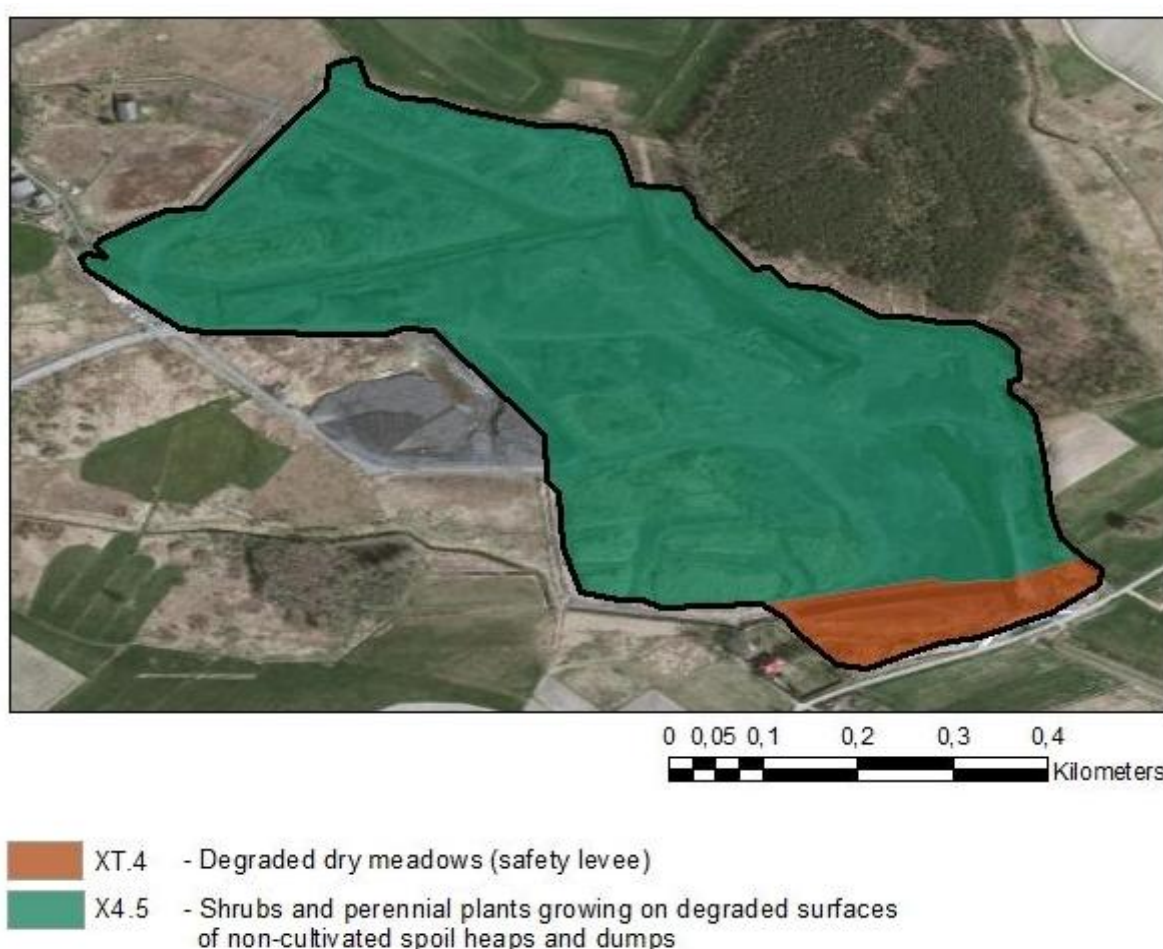 0 0,05 0,1 0,2 0,3 0,4
Kilometers
XT.4 - Degraded dry meadows (safety levee)
X4.5 - Shrubs and perennial plants growing on degraded surfaces
of non-cultivated spoil heaps and dumps